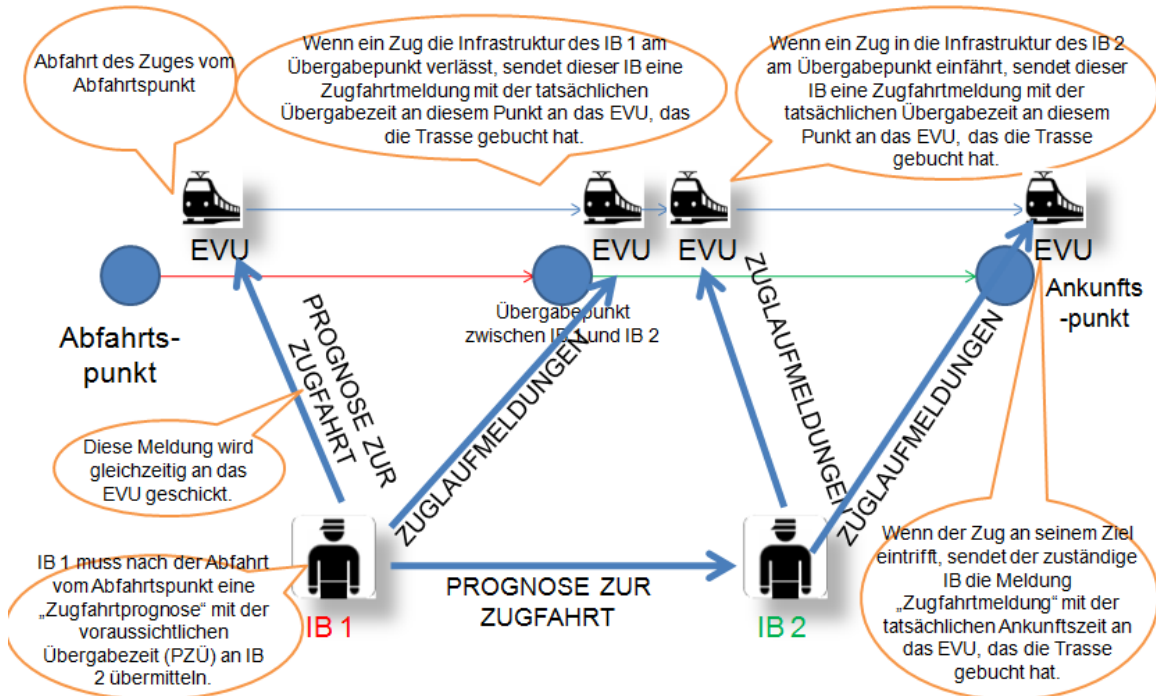 Abfahrt des Zuges vom
Abfahrtspunkt
Wenn ein Zug die Infrastruktur des IB 1 am
Übergabepunkt verlässt, sendet dieser IB eine
Zugfahrtmeldung mit der tatsächlichen
Übergabezeit an diesem Punkt an das EVU, das
die Trasse gebucht hat.
Wenn ein Zug in die Infrastruktur des IB 2
am Übergabepunkt einfährt, sendet dieser
IB eine Zugfahrtmeldung mit der
tatsächlichen Übergabezeit an diesem
Punkt an das EVU, das die Trasse
gebucht hat.
EVU
EVU
EVU
EVU
Abfahrts-
punkt
Übergabepunkt
zwischen IB 1 und IB 2
Ankunfts
-punkt
PROGNOSE ZUR
ZUGFAHRT
ZUGLAUFMELDUNGEN
ZUGLAUFMELDUNGEN
ZUGLAUFMELDUNGEN
Diese Meldung wird
gleichzeitig an das
EVU geschickt.
IB 1 muss nach der Abfahrt
vom Abfahrtspunkt eine
„Zugfahrtprognose“ mit der
voraussichtlichen
Übergabezeit (PZÜ) an IB
2 übermitteln.
IB 1
PROGNOSE ZUR
ZUGFAHRT
IB 2
Wenn der Zug an seinem Ziel
eintrifft, sendet der zuständige
IB die Meldung
„Zugfahrtmeldung“ mit der
tatsächlichen Ankunftszeit an
das EVU, das die Trasse
gebucht hat.